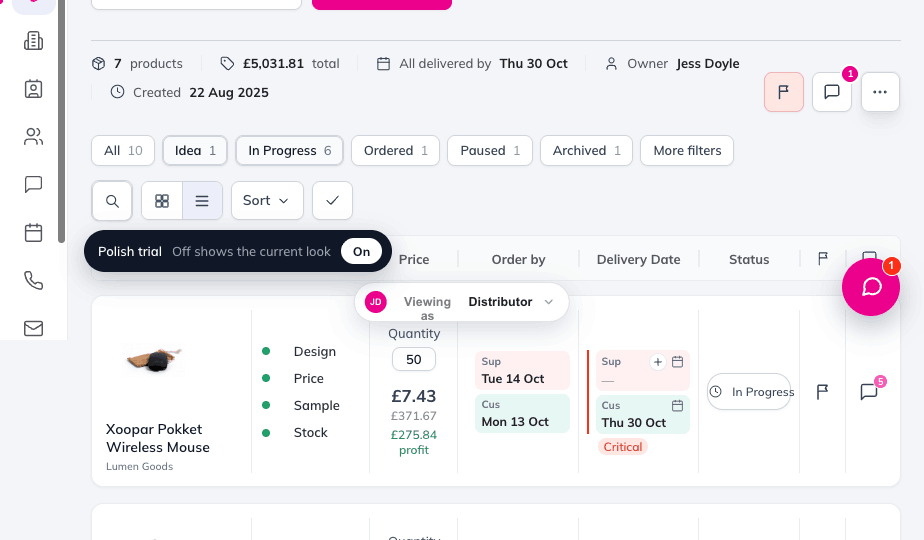 7 products
£5,031.81 total
All delivered by Thu 30 Oct
Owner Jess Doyle
Created 22 Aug 2025
1
All 10
Idea 1
In Progress 6
Ordered 1
Paused 1
Archived 1
More filters
Sort
Polish trial Off shows the current look On
Price
Order by
Delivery Date
Status
1
JD Viewing as Distributor
Xoopar Pokket
Wireless Mouse
Lumen Goods
Design
Price
Sample
Stock
Quantity
50
£7.43
£371.67
£275.84
profit
Sup
Tue 14 Oct
Cus
Mon 13 Oct
Sup
—
Cus
Thu 30 Oct
Critical
In Progress
5
Quantity